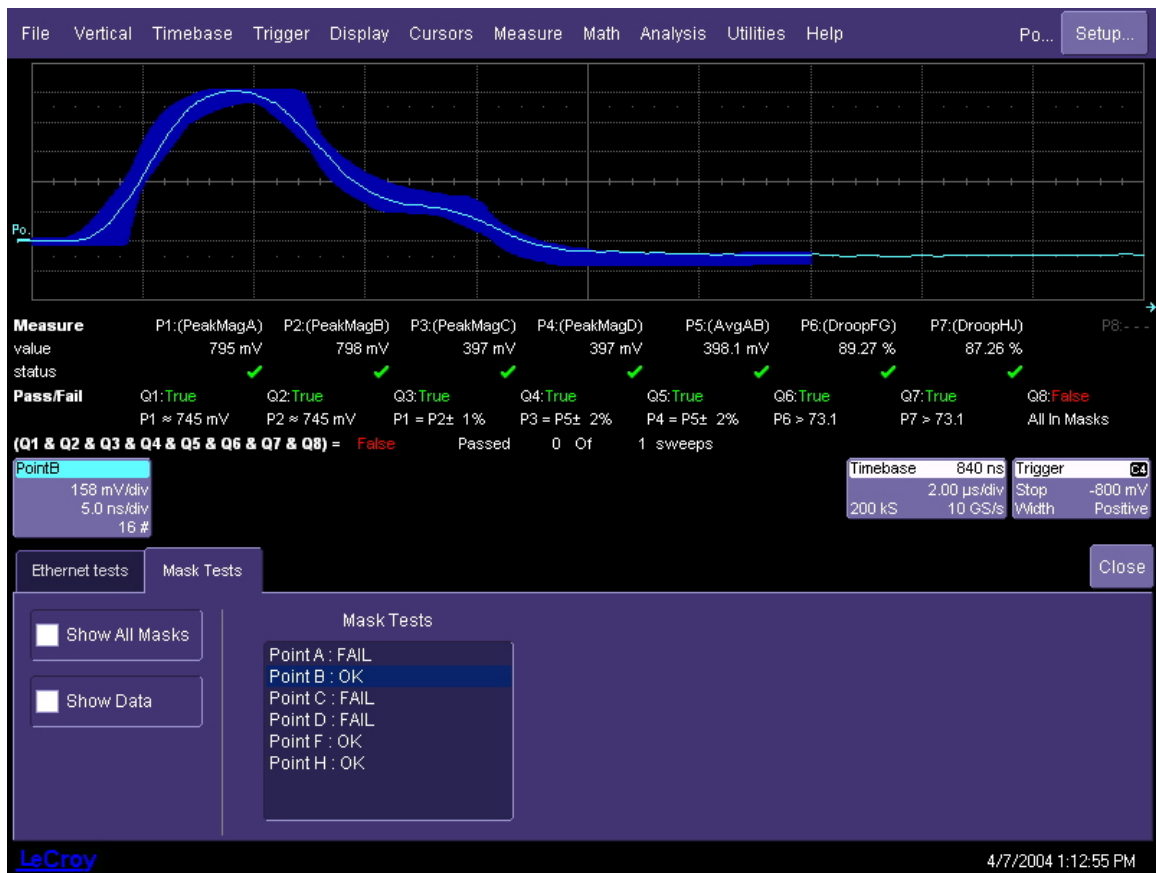 File Vertical Timebase Trigger Display Cursors Measure Math Analysis Utilities Help Po... Setup...
Po.
Measure P1:(PeakMagA) P2:(PeakMagB) P3:(PeakMagC) P4:(PeakMagD) P5:(AvgAB) P6:(DroopFG) P7:(DroopHJ) P8:- - -
value 795 mV 798 mV 397 mV 397 mV 398.1 mV 89.27 % 87.26 %
status
Pass/Fail Q1:True Q2:True Q3:True Q4:True Q5:True Q6:True Q7:True Q8:False
P1 ≈ 745 mV P2 ≈ 745 mV P1 = P2± 1% P3 = P5± 2% P4 = P5± 2% P6 > 73.1 P7 > 73.1 All In Masks
(Q1 & Q2 & Q3 & Q4 & Q5 & Q6 & Q7 & Q8) = False Passed 0 Of 1 sweeps
PointB
158 mV/div
5.0 ns/div
16 #
Timebase 840 ns
2.00 µs/div
200 kS 10 GS/s
Trigger C4
Stop -800 mV
Width Positive
Ethernet tests Mask Tests Close
Show All Masks
Show Data
Mask Tests
Point A : FAIL
Point B : OK
Point C : FAIL
Point D : FAIL
Point F : OK
Point H : OK
LeCroy 4/7/2004 1:12:55 PM